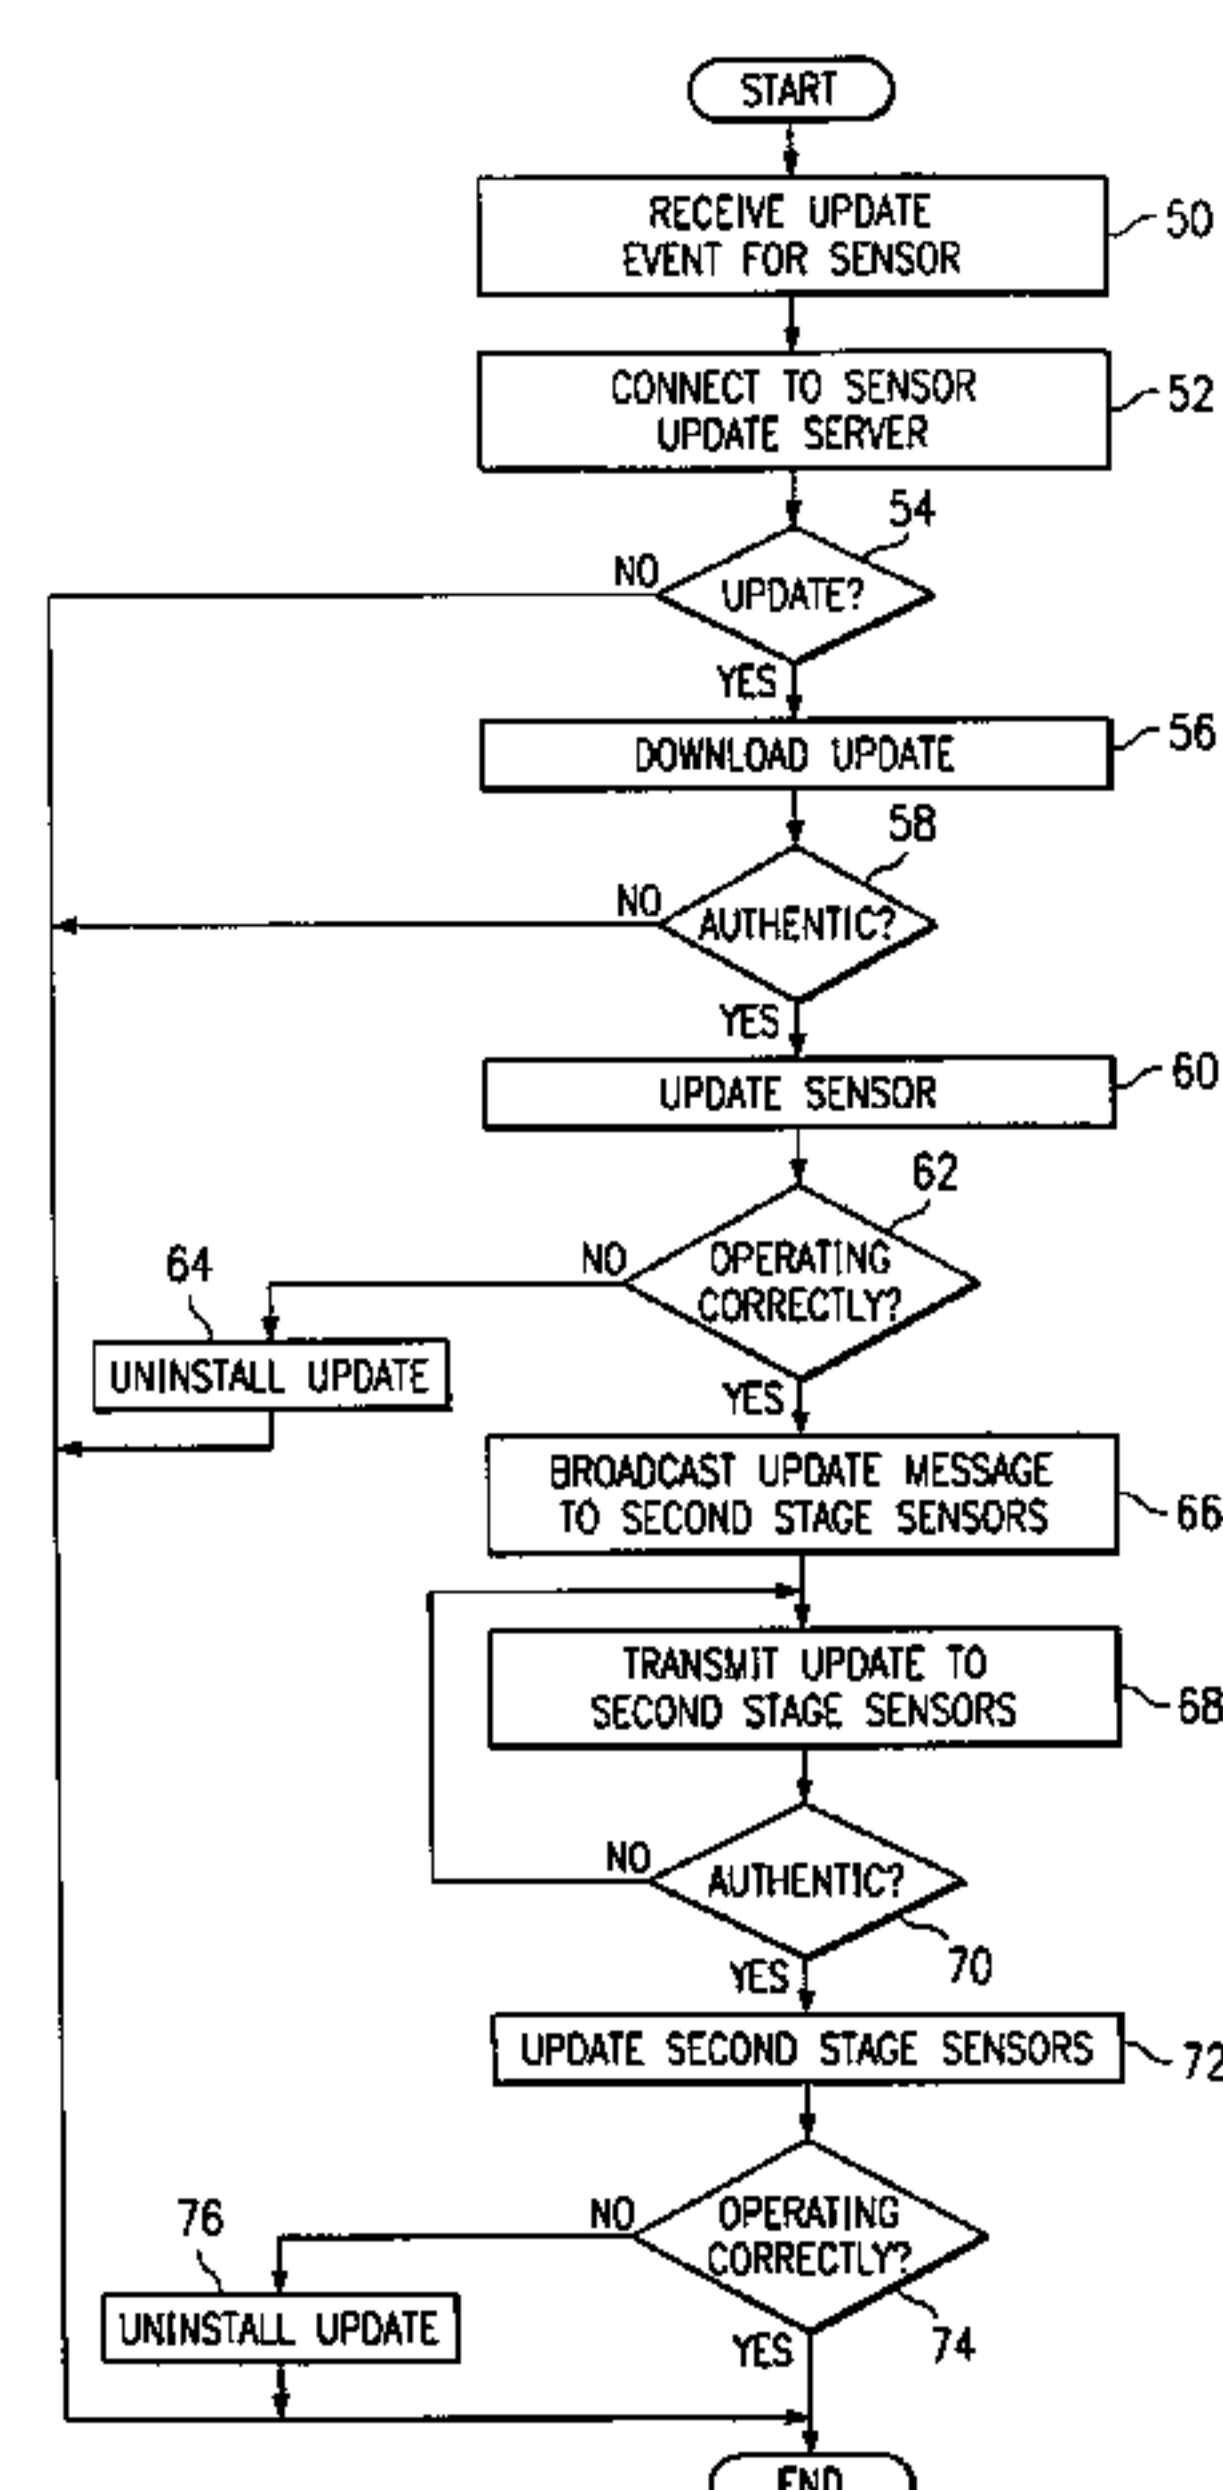 START
RECEIVE UPDATE
EVENT FOR SENSOR
50
CONNECT TO SENSOR
UPDATE SERVER
52
54
NO
UPDATE?
YES
DOWNLOAD UPDATE
56
58
NO
AUTHENTIC?
YES
UPDATE SENSOR
60
62
NO
OPERATING
CORRECTLY?
64
UNINSTALL UPDATE
YES
BROADCAST UPDATE MESSAGE
TO SECOND STAGE SENSORS
66
TRANSMIT UPDATE TO
SECOND STAGE SENSORS
68
NO
AUTHENTIC?
70
YES
UPDATE SECOND STAGE SENSORS
72
76
NO
OPERATING
CORRECTLY?
UNINSTALL UPDATE
74
YES
END